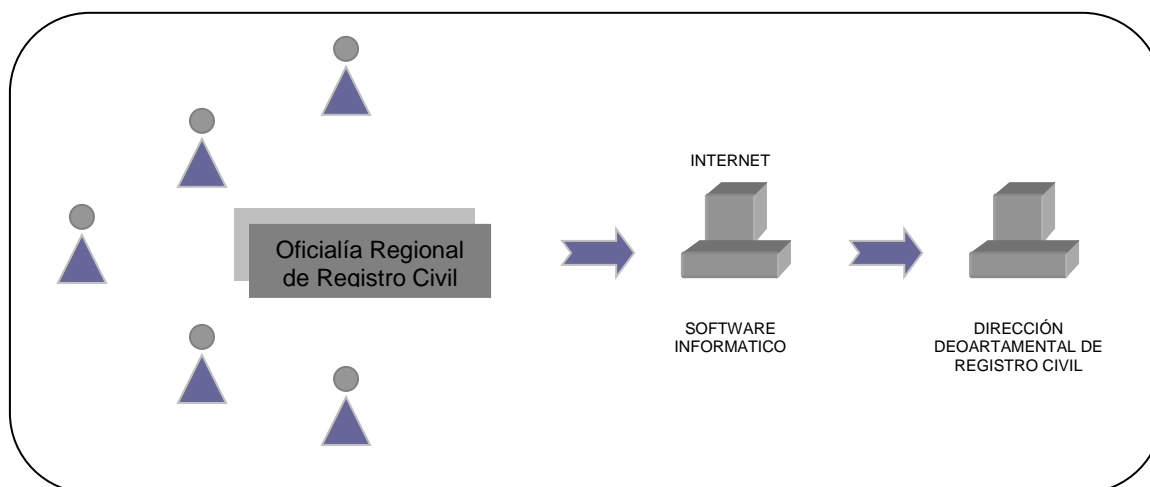 INTERNET
Oficialía Regional
de Registro Civil
SOFTWARE
INFORMATICO
DIRECCIÓN
DEOARTAMENTAL DE
REGISTRO CIVIL